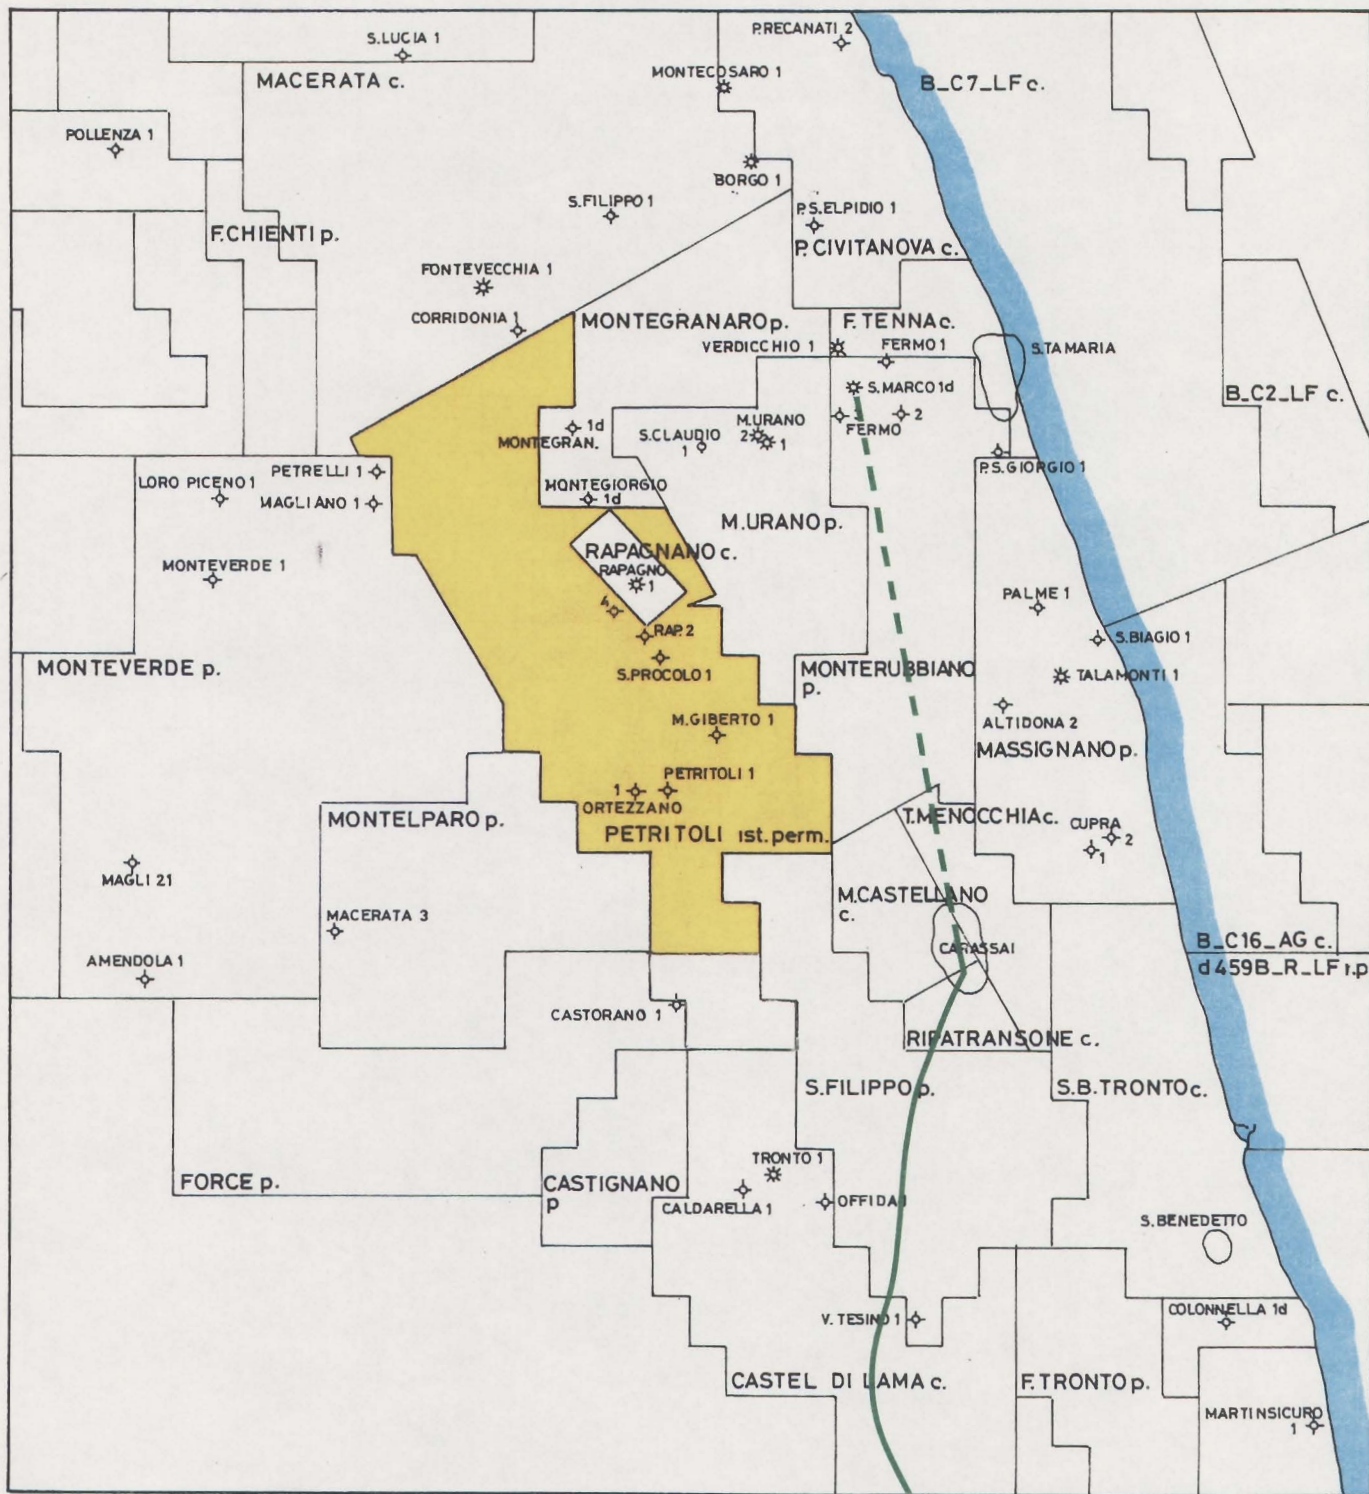 S.LUCIA 1
P.RECANATI 2
MACERATA c.
MONTECOSARO 1
B_C7_LF c.
POLLENZA 1
BORGO 1
S.FILIPPO 1
P.S.ELPIDIO 1
F.CHIENTI p.
P.CIVITANOVA c.
FONTEVECCHIA 1
CORRIDONIA 1
MONTEGRANARO p.
F.TENNA c.
VERDICCHIO 1
FERMO 1
S.TA MARIA
S.MARCO 1d
B_C2_LF c.
1d
MONTEGRAN.
S.CLAUDIO
1
M.URANO
2
1
3
2
FERMO
P.S.GIORGIO 1
PETRELLI 1
LORO PICENO 1
MAGLIANO 1
MONTEGIORGIO
1d
M.URANO p.
RAPAGNANO c.
RAPAGNO
1
MONTEVERDE 1
PALME 1
RAP.2
S.BIAGIO 1
MONTEVERDE p.
S.PROCOLO 1
MONTERUBBIANO
p.
TALAMONTI 1
M.GIBERTO 1
ALTIDONA 2
MASSIGNANO p.
PETRITOLI 1
1
ORTEZZANO
MONTELPARO p.
PETRITOLI ist.perm.
T.MENOCCHIA c.
CUPRA
2
1
MAGLI 21
MACERATA 3
M.CASTELLANO
c.
CARASSAI
B_C16_AG c.
d459B_R_LF r.p
AMENDOLA 1
CASTORANO 1
RIPATRANSONE c.
S.FILIPPO p.
S.B.TRONTO c.
FORCE p.
CASTIGNANO
p
TRONTO 1
CALDARELLA 1
OFFIDA 1
S.BENEDETTO
V. TESINO 1
COLONNELLA 1d
CASTEL DI LAMA c.
F.TRONTO p.
MARTINSICURO
1